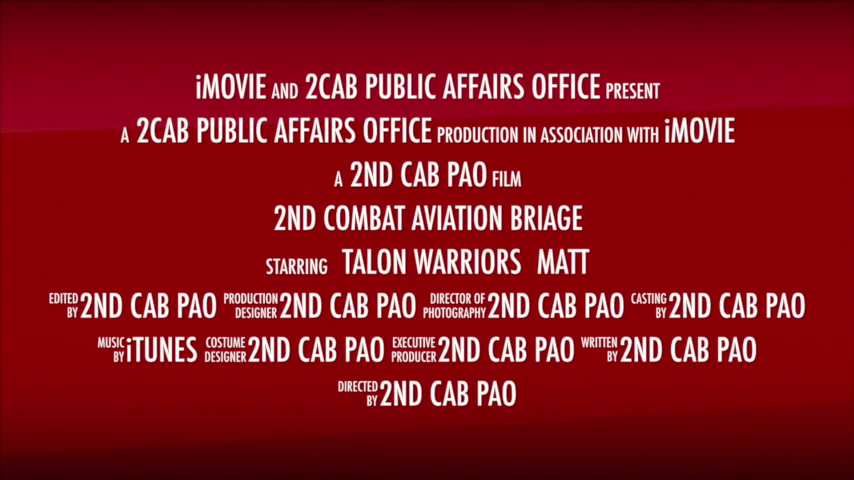 iMOVIE AND 2CAB PUBLIC AFFAIRS OFFICE PRESENT
A 2CAB PUBLIC AFFAIRS OFFICE PRODUCTION IN ASSOCIATION WITH iMOVIE
A 2ND CAB PAO FILM
2ND COMBAT AVIATION BRIAGE
STARRING TALON WARRIORS MATT
EDITED BY 2ND CAB PAO PRODUCTION DESIGNER 2ND CAB PAO DIRECTOR OF PHOTOGRAPHY 2ND CAB PAO CASTING BY 2ND CAB PAO
MUSIC BY iTUNES COSTUME DESIGNER 2ND CAB PAO EXECUTIVE PRODUCER 2ND CAB PAO WRITTEN BY 2ND CAB PAO
DIRECTED BY 2ND CAB PAO